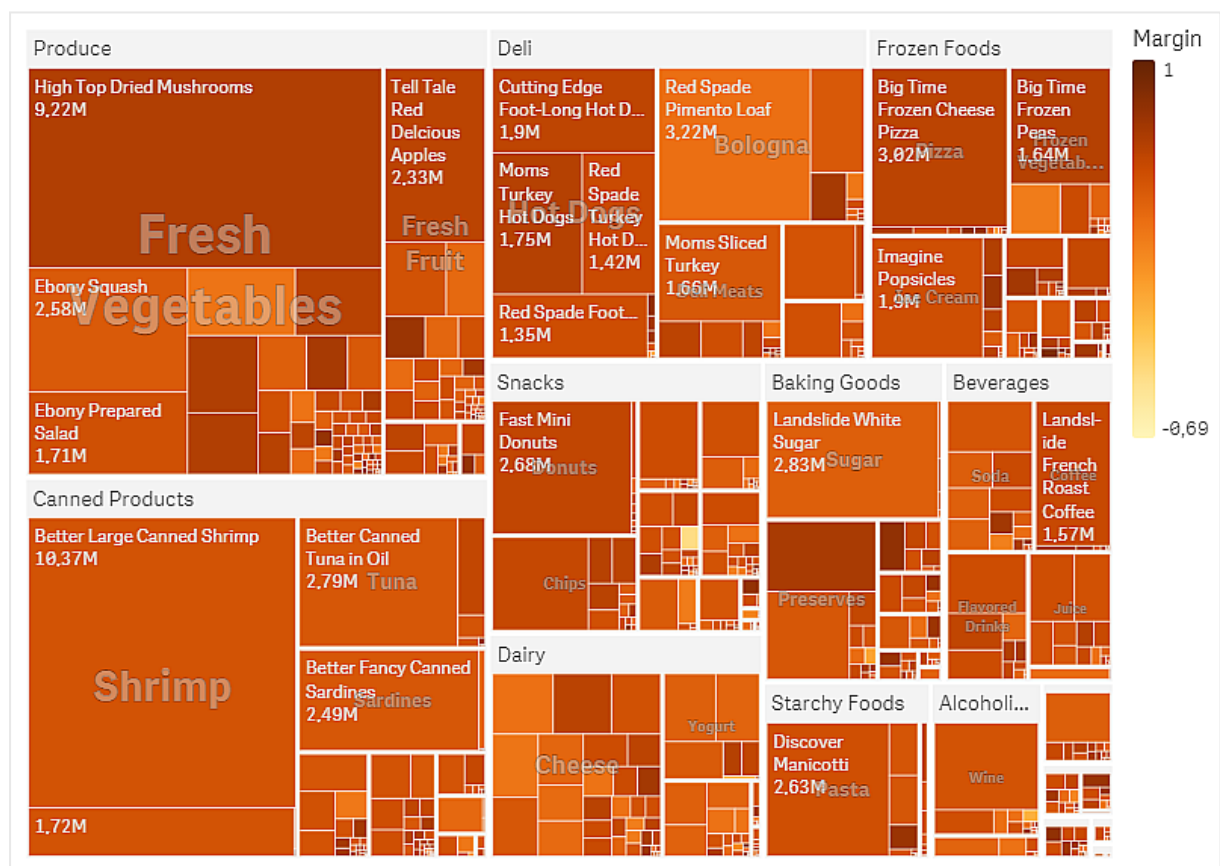 Produce
High Top Dried Mushrooms
9,22M
Fresh
Vegetables
Ebony Squash
2,58M
Ebony Prepared
Salad
1,71M
Tell Tale
Red
Delcious
Apples
2,33M
Fresh
Fruit
Canned Products
Better Large Canned Shrimp
10,37M
Shrimp
1,72M
Better Canned
Tuna in Oil
2,79M
Tuna
Better Fancy Canned
Sardines
2,49M
Sardines
Deli
Cutting Edge
Foot-Long Hot D...
1,9M
Moms
Turkey
Hot Dogs
1,75M
Red
Spade
Turkey
Hot D...
1,42M
Hot Dogs
Red Spade Foot...
1,35M
Red Spade
Pimento Loaf
3,22M
Bologna
Moms Sliced
Turkey
1,66M
Deli Meats
Frozen Foods
Big Time
Frozen Cheese
Pizza
3,02M
Pizza
Big Time
Frozen
Peas
1,64M
Frozen
Vegetab...
Imagine
Popsicles
1,9M
Ice Cream
Snacks
Fast Mini
Donuts
2,68M
Donuts
Chips
Baking Goods
Landslide White
Sugar
2,83M
Sugar
Preserves
Beverages
Soda
Landsl-
ide
French
Roast
Coffee
1,57M
Coffee
Flavored
Drinks
Juice
Dairy
Cheese
Yogurt
Starchy Foods
Discover
Manicotti
2,63M
Pasta
Alcoholi...
Wine
Margin
1
-0,69